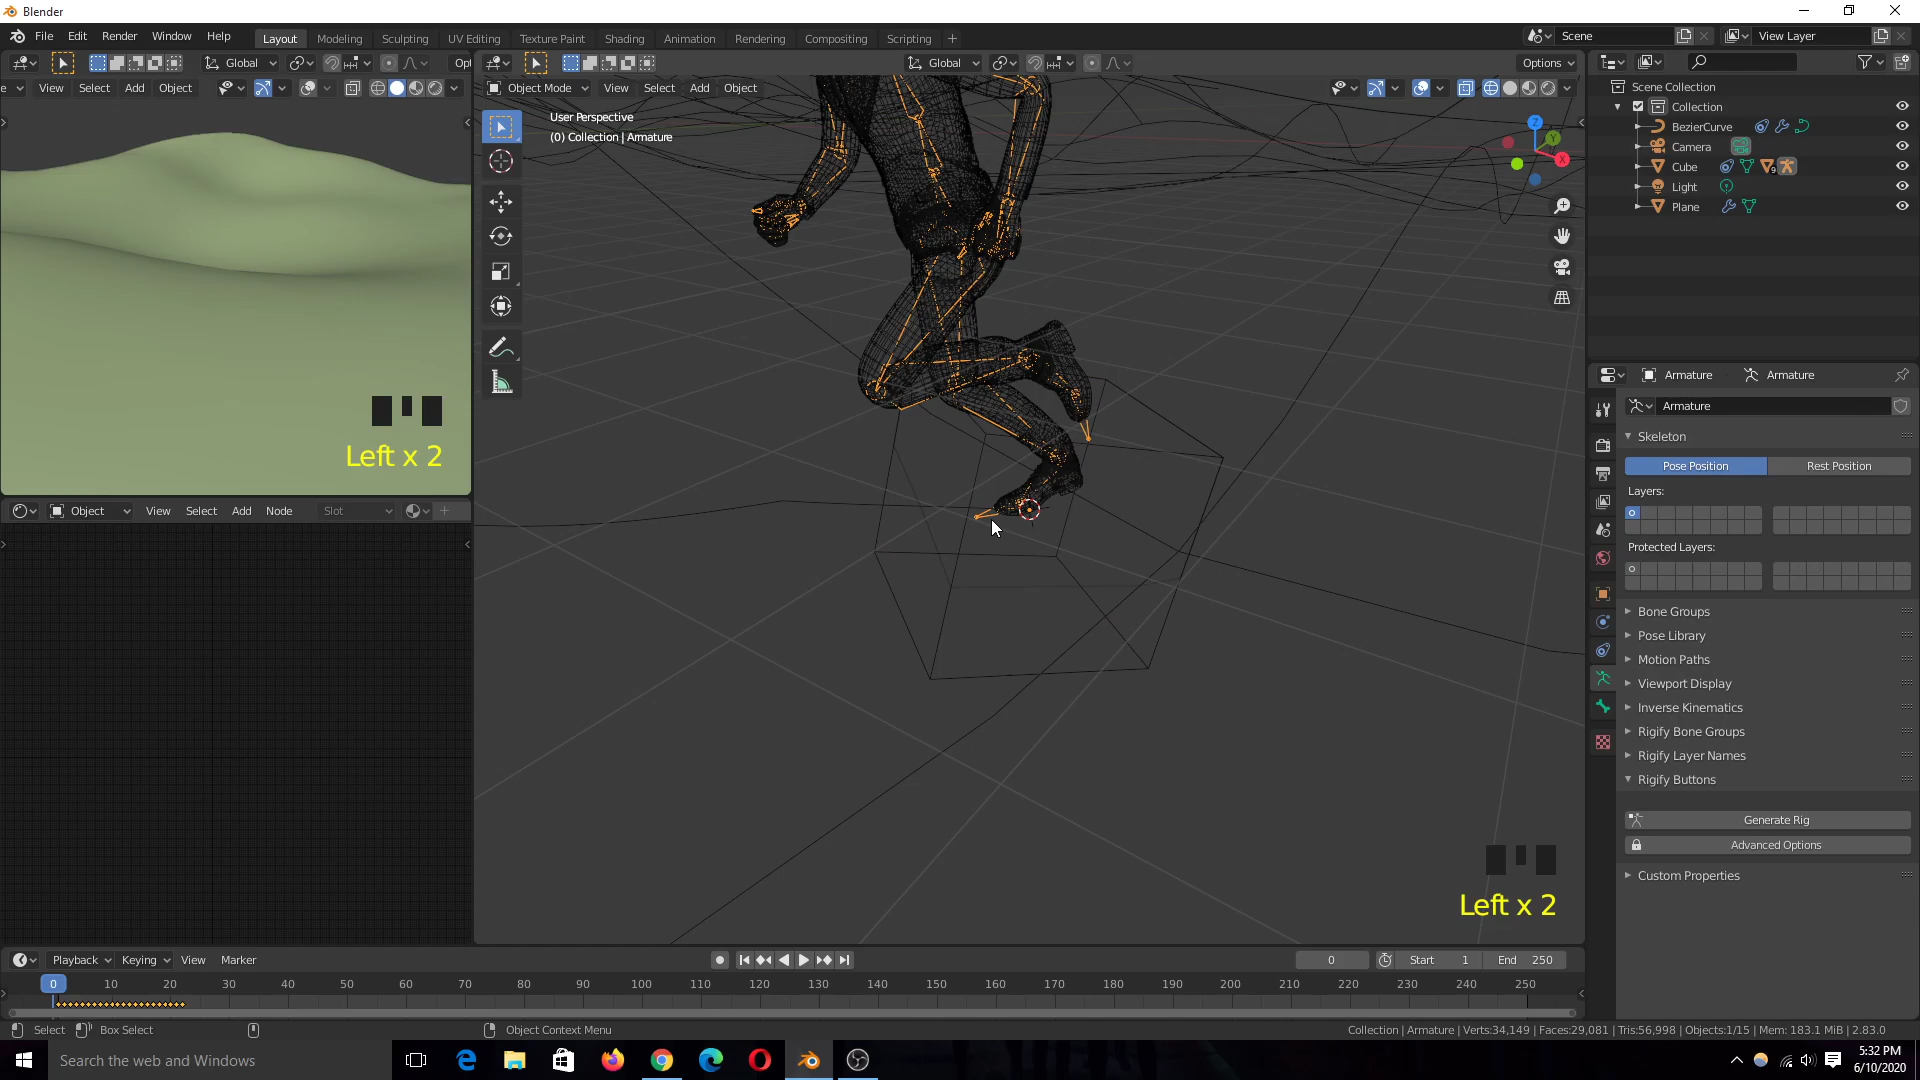 Blender
File Edit Render Window Help Layout Modeling Sculpting UV Editing Texture Paint Shading Animation Rendering Compositing Scripting + Scene View Layer
Global Opt Global Options
View Select Add Object Object Mode View Select Add Object
User Perspective
(0) Collection | Armature
Z
Y
X
Scene Collection
Collection
BezierCurve
Camera
Cube 9
Light
Plane
Armature Armature
Armature
Skeleton
Pose Position Rest Position
Layers:
Protected Layers:
Bone Groups
Pose Library
Motion Paths
Viewport Display
Inverse Kinematics
Rigify Bone Groups
Rigify Layer Names
Rigify Buttons
Generate Rig
Advanced Options
Custom Properties
Left x 2
Object View Select Add Object Node Slot
Left x 2
Playback Keying View Marker 0 Start 1 End 250
0 10 20 30 40 50 60 70 80 90 100 110 120 130 140 150 160 170 180 190 200 210 220 230 240 250
Select Box Select Object Context Menu Collection | Armature | Verts:34,149 | Faces:29,081 | Tris:56,998 | Objects:1/15 | Mem: 183.1 MiB | 2.83.0
Search the web and Windows
5:32 PM
6/10/2020